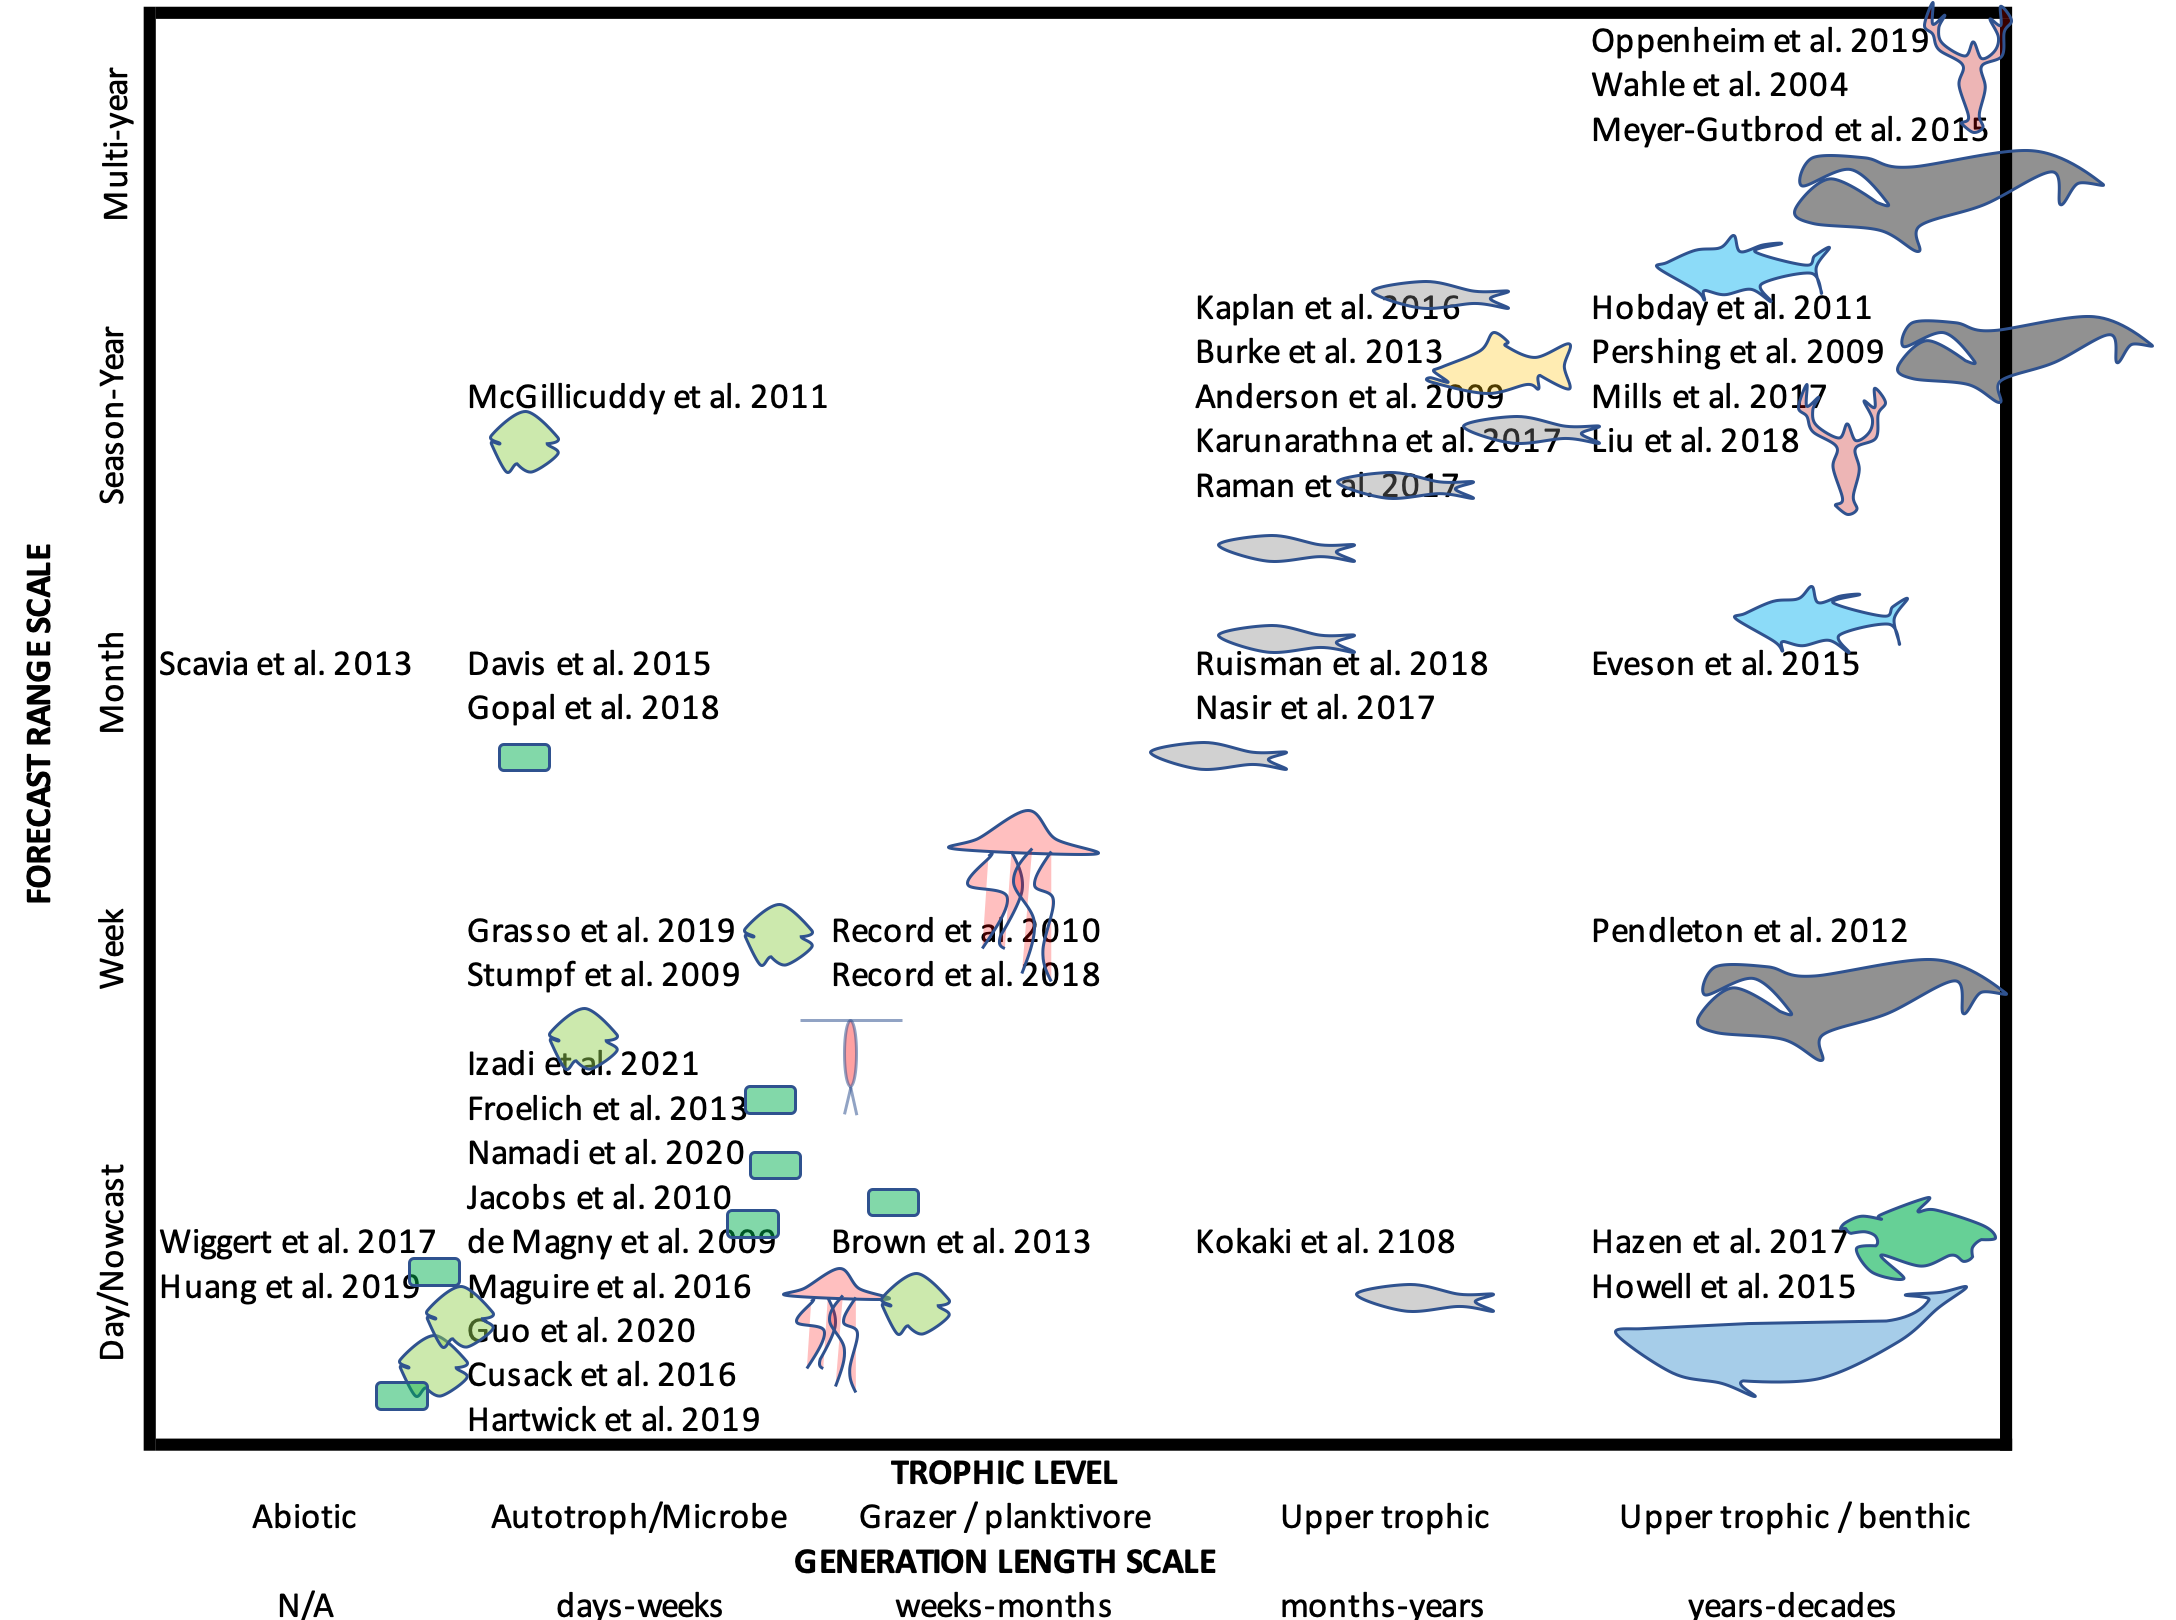 Oppenheim et al. 2019
Wahle et al. 2004
Meyer-Gutbrod et al. 2015
Multi-year
Kaplan et al. 2016
Burke et al. 2013
Anderson et al. 2009
Karunarathna et al. 2017
Raman et al. 2017
Hobday et al. 2011
Pershing et al. 2009
Mills et al. 2017
Liu et al. 2018
McGillicuddy et al. 2011
Season-Year
FORECAST RANGE SCALE
Month
Scavia et al. 2013
Davis et al. 2015
Gopal et al. 2018
Ruisman et al. 2018
Nasir et al. 2017
Eveson et al. 2015
Week
Grasso et al. 2019
Stumpf et al. 2009
Record et al. 2010
Record et al. 2018
Pendleton et al. 2012
Izadi et al. 2021
Froelich et al. 2013
Namadi et al. 2020
Jacobs et al. 2010
de Magny et al. 2009
Maguire et al. 2016
Guo et al. 2020
Cusack et al. 2016
Hartwick et al. 2019
Day/Nowcast
Wiggert et al. 2017
Huang et al. 2019
Brown et al. 2013
Kokaki et al. 2108
Hazen et al. 2017
Howell et al. 2015
TROPHIC LEVEL
Abiotic
Autotroph/Microbe
Grazer / planktivore
Upper trophic
Upper trophic / benthic
GENERATION LENGTH SCALE
N/A
days-weeks
weeks-months
months-years
years-decades